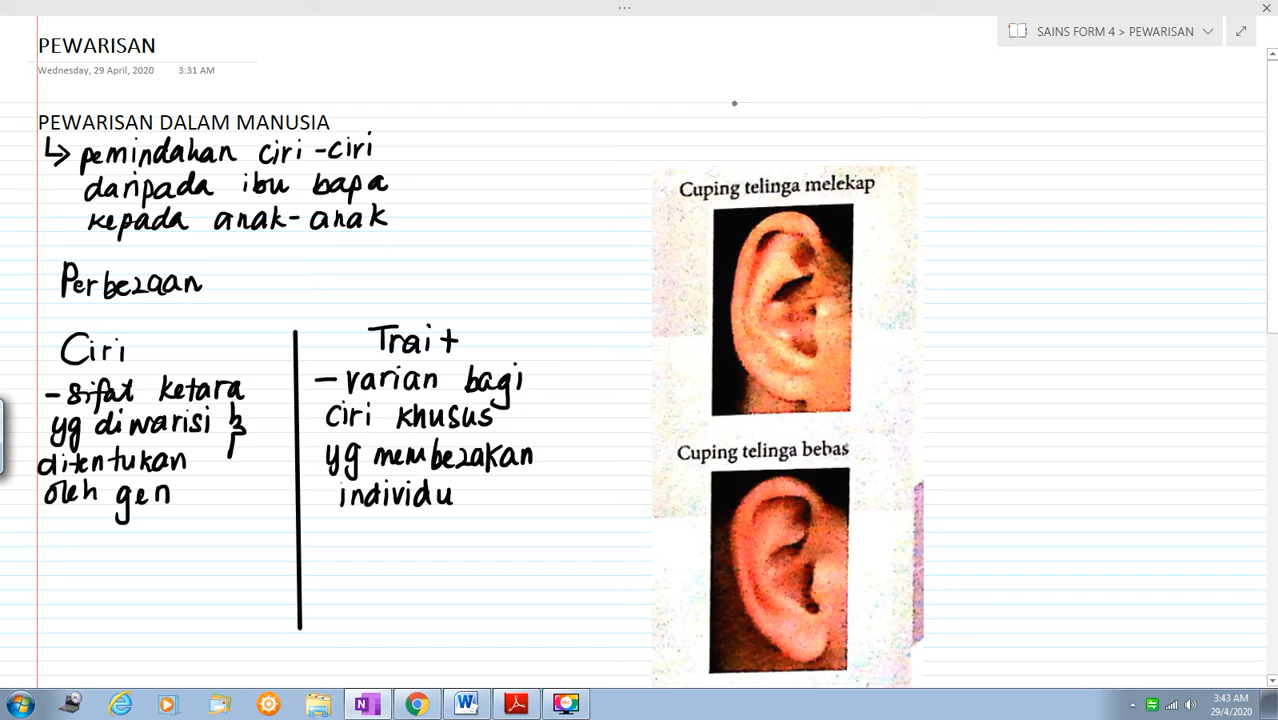 SAINS FORM 4 > PEWARISAN
PEWARISAN
Wednesday, 29 April, 2020 3:31 AM
PEWARISAN DALAM MANUSIA
↳ pemindahan ciri-ciri
daripada ibu bapa
kepada anak-anak
Perbezaan
Ciri
- sifat ketara
yg diwarisi &
ditentukan
oleh gen
Trait
- varian bagi
ciri khusus
yg membezakan
individu
Cuping telinga melekap
Cuping telinga bebas
3:43 AM
29/4/2020